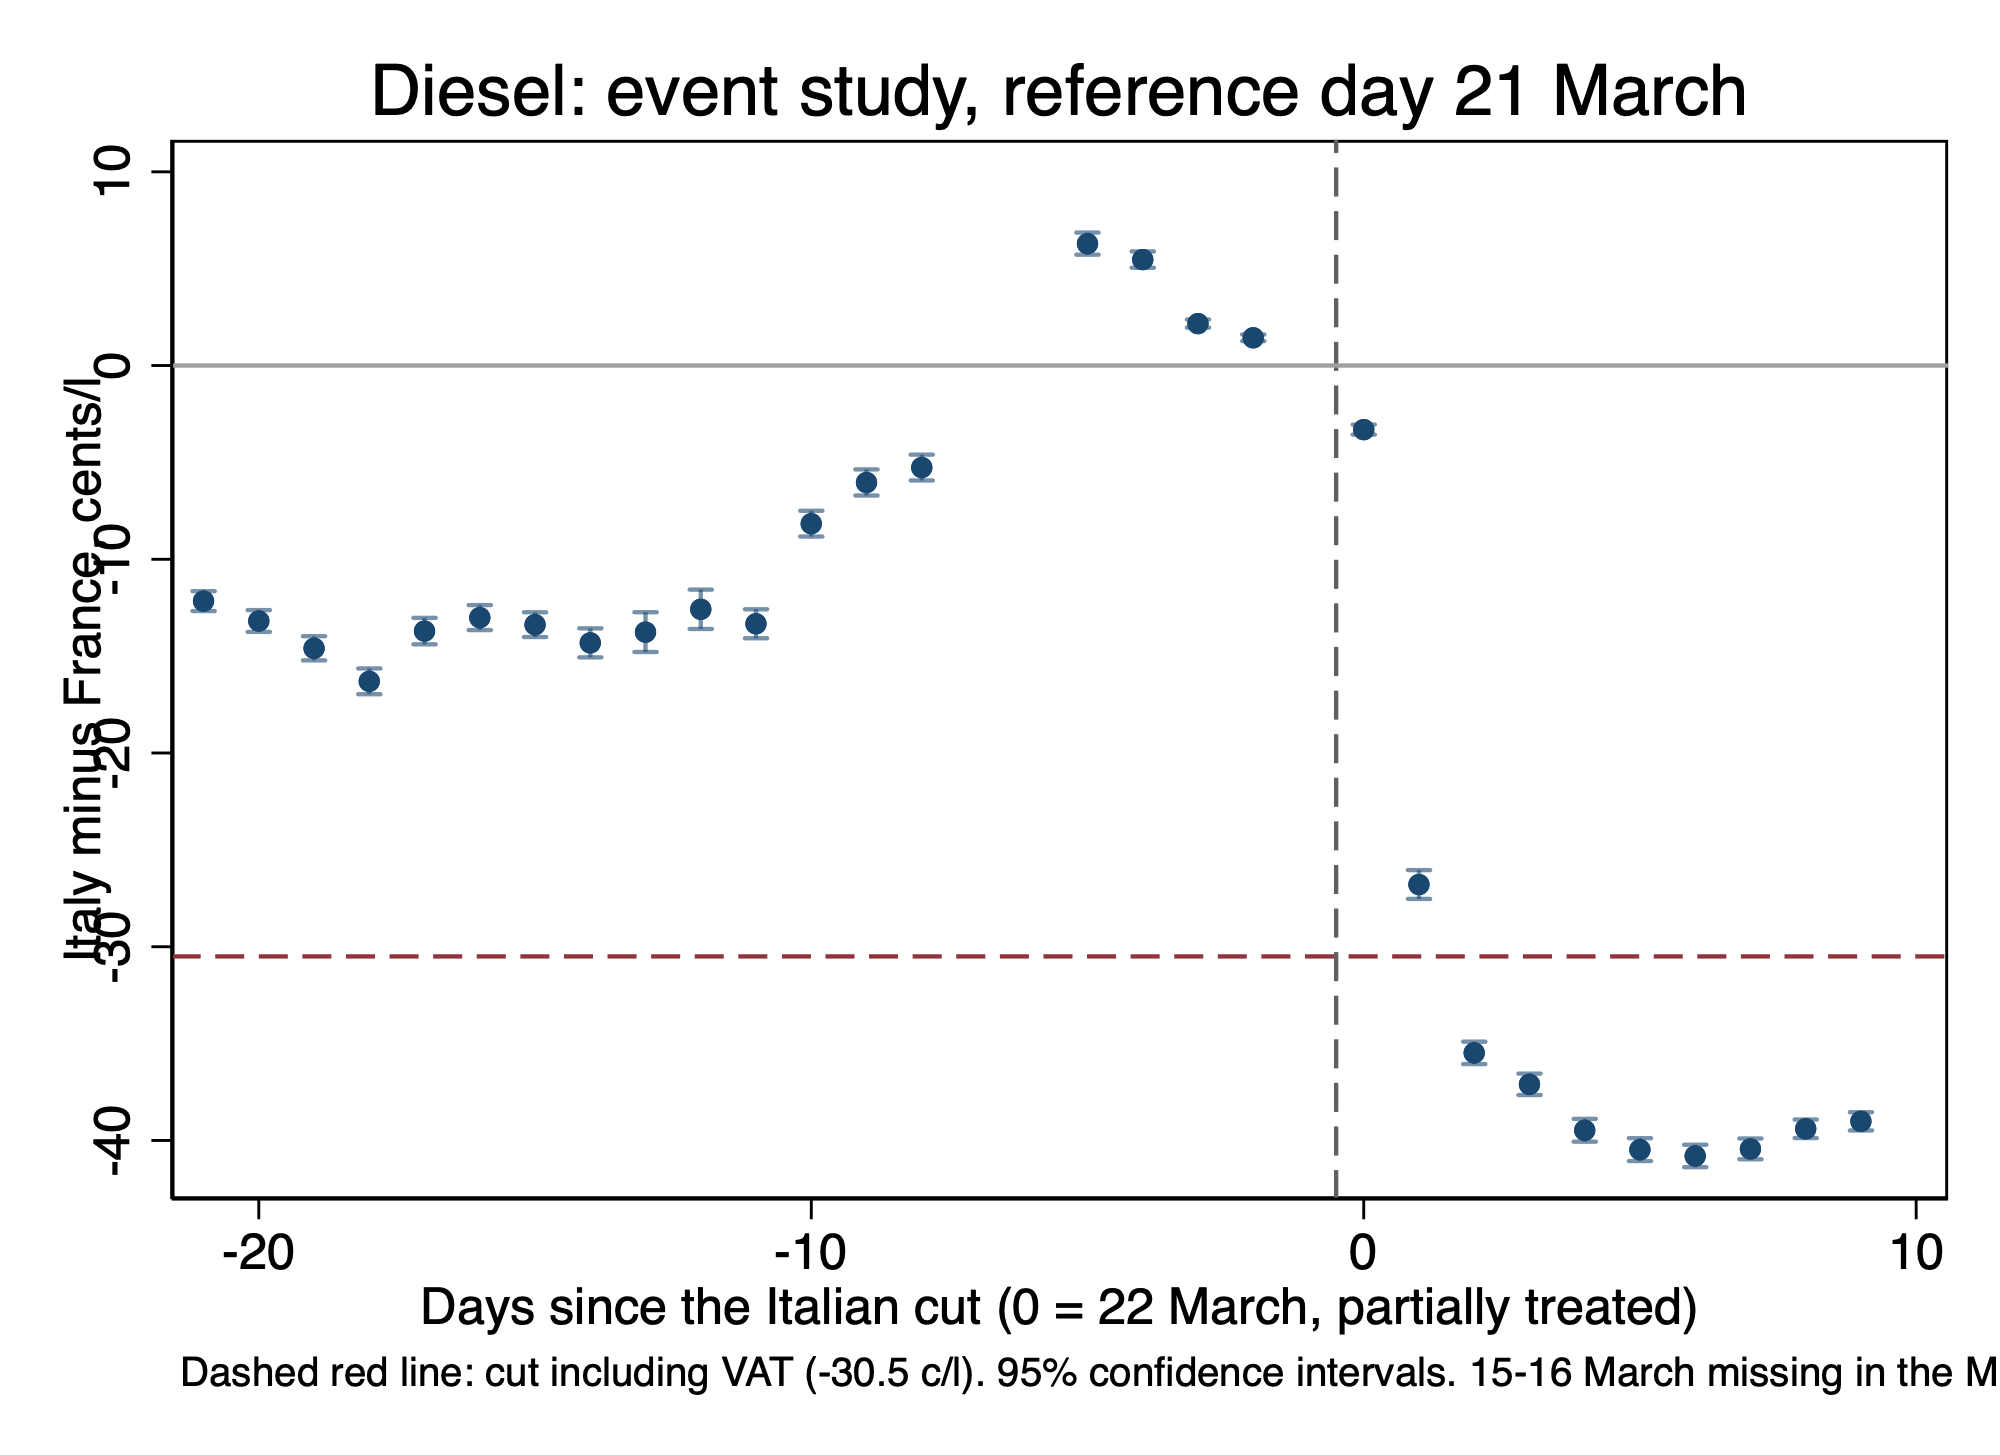 Diesel: event study, reference day 21 March
Italy minus France, cents/l
10
0
-10
-20
-30
-40
-20
-10
0
10
Days since the Italian cut (0 = 22 March, partially treated)
Dashed red line: cut including VAT (-30.5 c/l). 95% confidence intervals. 15-16 March missing in the M